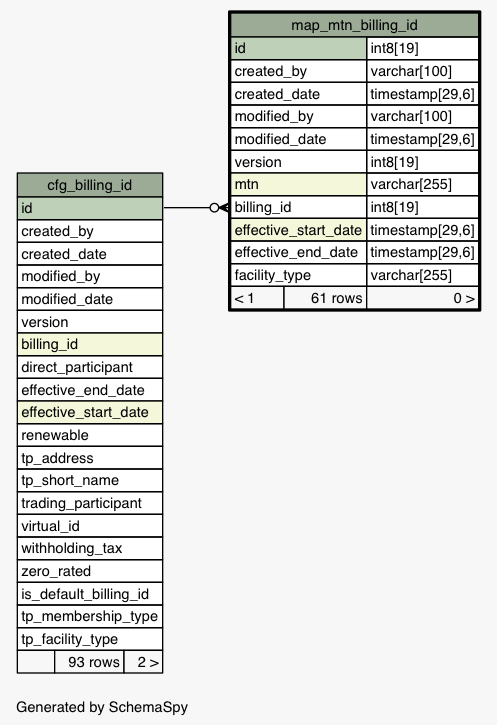 map_mtn_billing_id
id int8[19]
created_by varchar[100]
created_date timestamp[29,6]
modified_by varchar[100]
modified_date timestamp[29,6]
version int8[19]
mtn varchar[255]
billing_id int8[19]
effective_start_date timestamp[29,6]
effective_end_date timestamp[29,6]
facility_type varchar[255]
< 1 61 rows 0 >
cfg_billing_id
id
created_by
created_date
modified_by
modified_date
version
billing_id
direct_participant
effective_end_date
effective_start_date
renewable
tp_address
tp_short_name
trading_participant
virtual_id
withholding_tax
zero_rated
is_default_billing_id
tp_membership_type
tp_facility_type
93 rows 2 >
Generated by SchemaSpy